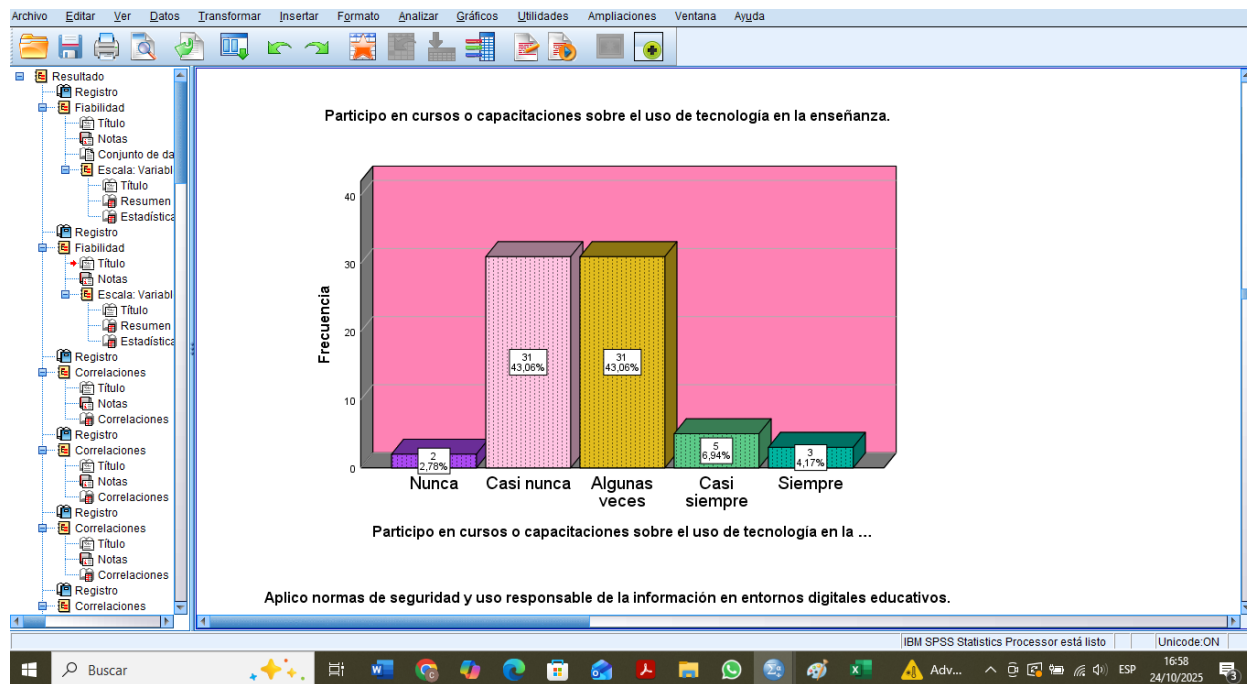 Archivo Editar Ver Datos Transformar Insertar Formato Analizar Gráficos Utilidades Ampliaciones Ventana Ayuda
Resultado
Registro
Fiabilidad
Título
Notas
Conjunto de da
Escala: Variabl
Título
Resumen
Estadística
Registro
Fiabilidad
Título
Notas
Escala: Variabl
Título
Resumen
Estadística
Registro
Correlaciones
Título
Notas
Correlaciones
Registro
Correlaciones
Título
Notas
Correlaciones
Registro
Correlaciones
Título
Notas
Correlaciones
Registro
Correlaciones
Participo en cursos o capacitaciones sobre el uso de tecnología en la enseñanza.
Frecuencia
40
30
20
10
0
2
2,78%
31
43,06%
31
43,06%
5
6,94%
3
4,17%
Nunca Casi nunca Algunas veces Casi siempre Siempre
Participo en cursos o capacitaciones sobre el uso de tecnología en la ...
Aplico normas de seguridad y uso responsable de la información en entornos digitales educativos.
IBM SPSS Statistics Processor está listo Unicode:ON
Buscar Adv... ESP 16:58
24/10/2025 3